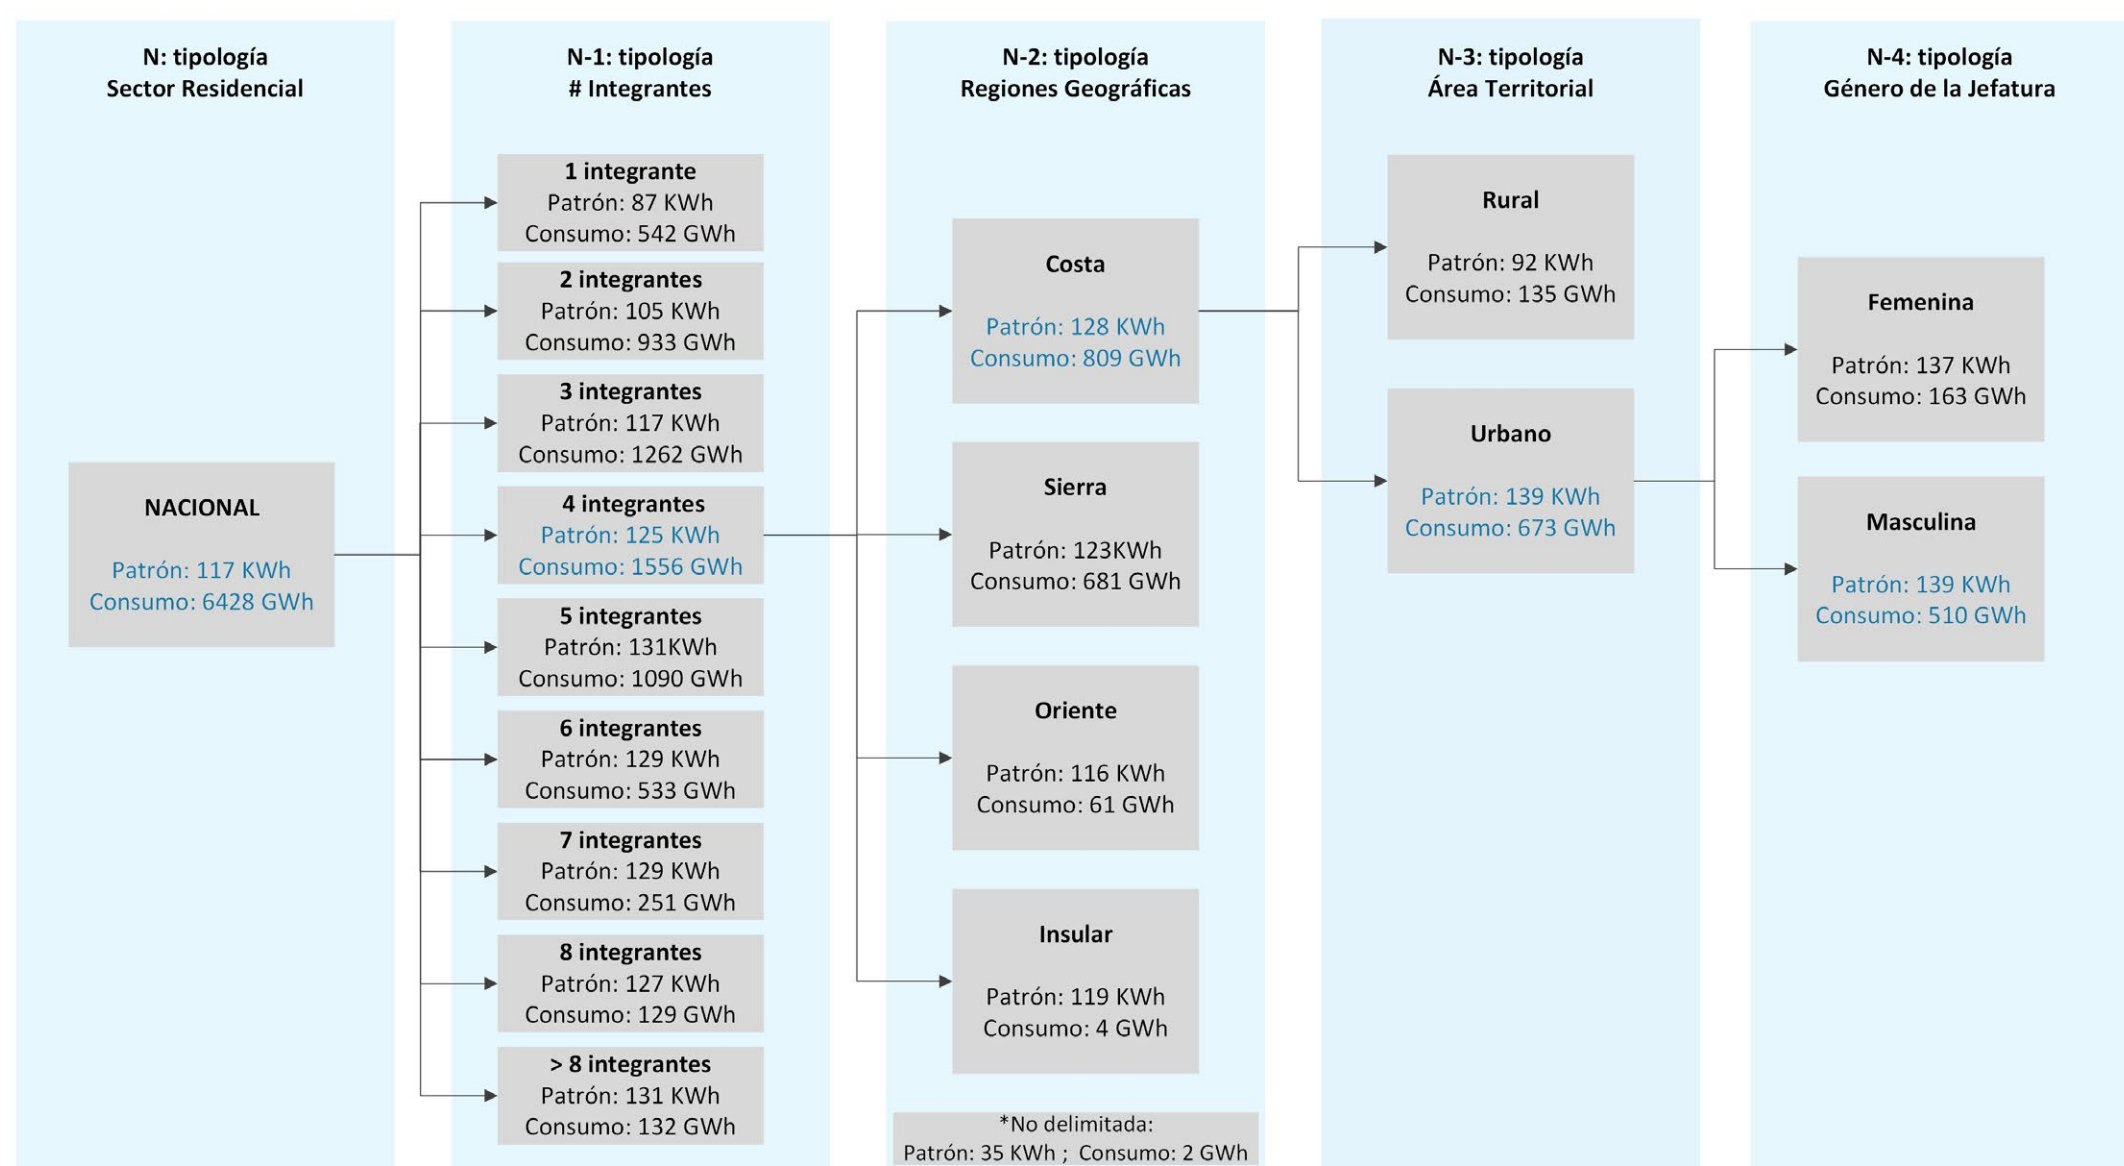 N: tipología
Sector Residencial
NACIONAL
Patrón: 117 KWh
Consumo: 6428 GWh
N-1: tipología
# Integrantes
1 integrante
Patrón: 87 KWh
Consumo: 542 GWh
2 integrantes
Patrón: 105 KWh
Consumo: 933 GWh
3 integrantes
Patrón: 117 KWh
Consumo: 1262 GWh
4 integrantes
Patrón: 125 KWh
Consumo: 1556 GWh
5 integrantes
Patrón: 131KWh
Consumo: 1090 GWh
6 integrantes
Patrón: 129 KWh
Consumo: 533 GWh
7 integrantes
Patrón: 129 KWh
Consumo: 251 GWh
8 integrantes
Patrón: 127 KWh
Consumo: 129 GWh
> 8 integrantes
Patrón: 131 KWh
Consumo: 132 GWh
N-2: tipología
Regiones Geográficas
Costa
Patrón: 128 KWh
Consumo: 809 GWh
Sierra
Patrón: 123KWh
Consumo: 681 GWh
Oriente
Patrón: 116 KWh
Consumo: 61 GWh
Insular
Patrón: 119 KWh
Consumo: 4 GWh
*No delimitada:
Patrón: 35 KWh ; Consumo: 2 GWh
N-3: tipología
Área Territorial
Rural
Patrón: 92 KWh
Consumo: 135 GWh
Urbano
Patrón: 139 KWh
Consumo: 673 GWh
N-4: tipología
Género de la Jefatura
Femenina
Patrón: 137 KWh
Consumo: 163 GWh
Masculina
Patrón: 139 KWh
Consumo: 510 GWh